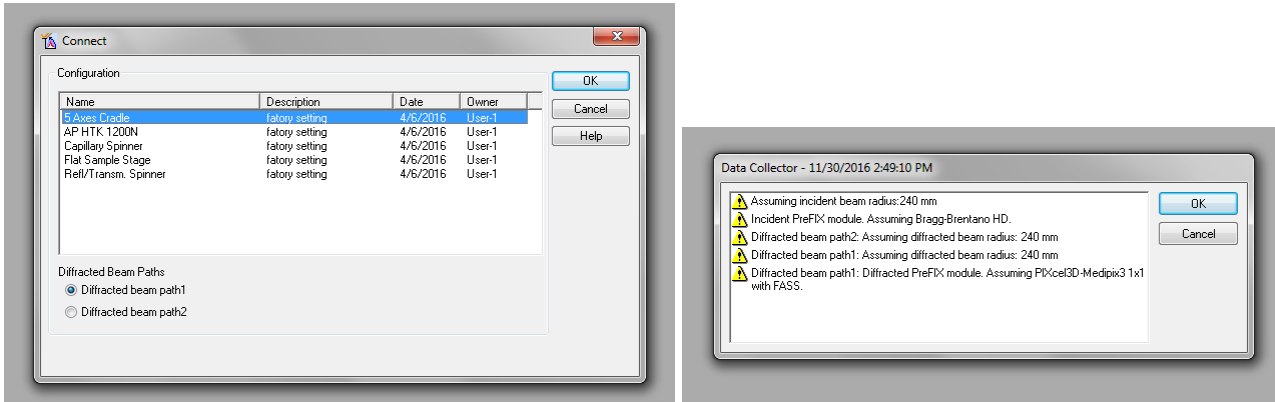 Connect
Configuration
Name Description Date Owner
5 Axes Cradle fatory setting 4/6/2016 User-1
AP HTK 1200N fatory setting 4/6/2016 User-1
Capillary Spinner fatory setting 4/6/2016 User-1
Flat Sample Stage fatory setting 4/6/2016 User-1
Refl/Transm. Spinner fatory setting 4/6/2016 User-1
OK
Cancel
Help
Diffracted Beam Paths
Diffracted beam path1
Diffracted beam path2
Data Collector - 11/30/2016 2:49:10 PM
Assuming incident beam radius:240 mm
Incident PreFIX module. Assuming Bragg-Brentano HD.
Diffracted beam path2: Assuming diffracted beam radius: 240 mm
Diffracted beam path1: Assuming diffracted beam radius: 240 mm
Diffracted beam path1: Diffracted PreFIX module. Assuming PIXcel3D-Medipix3 1x1
with FASS.
OK
Cancel